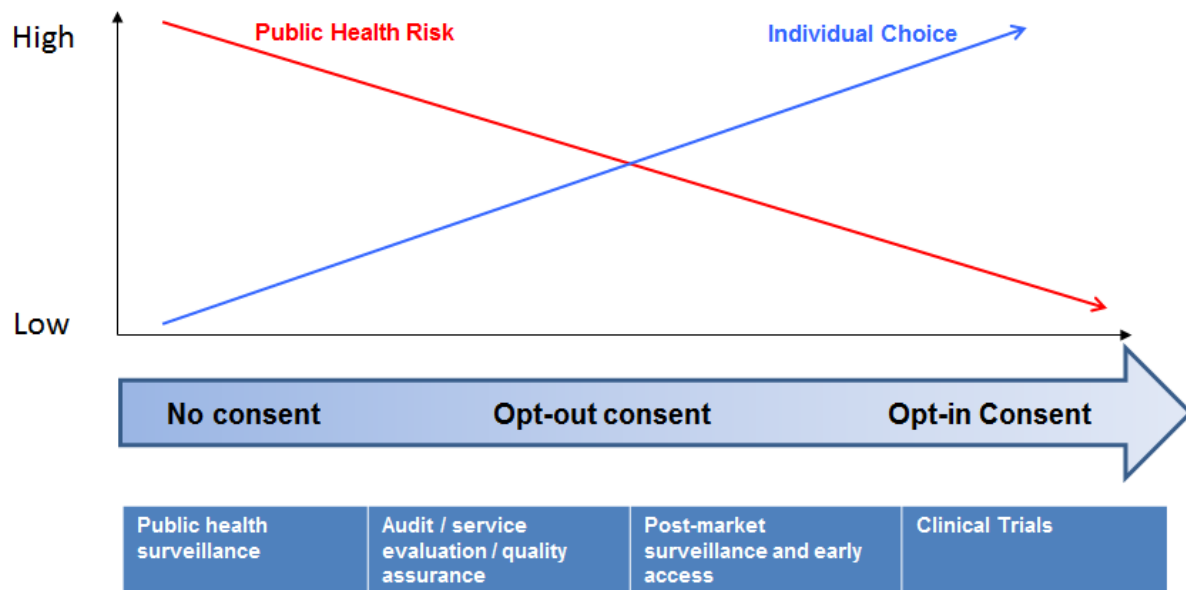 High
Public Health Risk
Individual Choice
Low
No consent
Opt-out consent
Opt-in Consent
Public health
surveillance
Audit / service
evaluation / quality
assurance
Post-market
surveillance and early
access
Clinical Trials